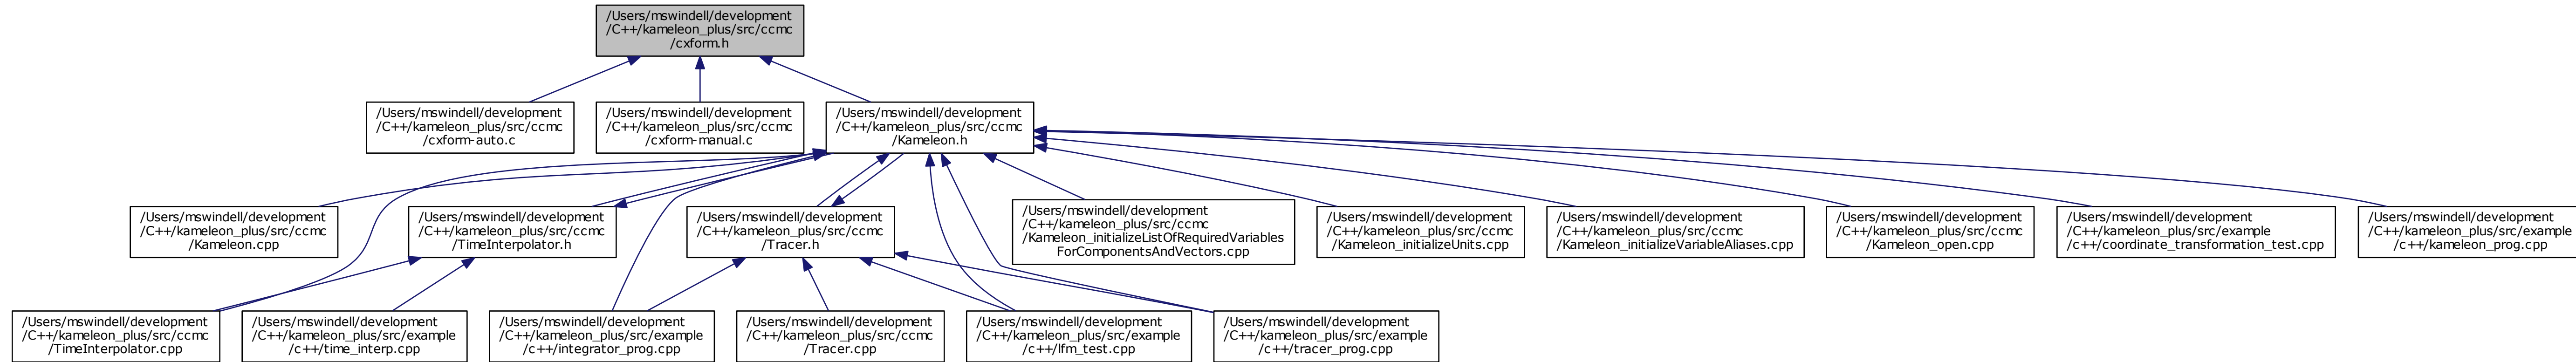 /Users/mswindell/development
/C++/kameleon_plus/src/ccmc
/cxform.h
/Users/mswindell/development
/C++/kameleon_plus/src/ccmc
/cxform-auto.c
/Users/mswindell/development
/C++/kameleon_plus/src/ccmc
/cxform-manual.c
/Users/mswindell/development
/C++/kameleon_plus/src/ccmc
/Kameleon.h
/Users/mswindell/development
/C++/kameleon_plus/src/ccmc
/Kameleon.cpp
/Users/mswindell/development
/C++/kameleon_plus/src/ccmc
/TimeInterpolator.h
/Users/mswindell/development
/C++/kameleon_plus/src/ccmc
/Tracer.h
/Users/mswindell/development
/C++/kameleon_plus/src/ccmc
/Kameleon_initializeListOfRequiredVariables
ForComponentsAndVectors.cpp
/Users/mswindell/development
/C++/kameleon_plus/src/ccmc
/Kameleon_initializeUnits.cpp
/Users/mswindell/development
/C++/kameleon_plus/src/ccmc
/Kameleon_initializeVariableAliases.cpp
/Users/mswindell/development
/C++/kameleon_plus/src/ccmc
/Kameleon_open.cpp
/Users/mswindell/development
/C++/kameleon_plus/src/example
/c++/coordinate_transformation_test.cpp
/Users/mswindell/development
/C++/kameleon_plus/src/example
/c++/kameleon_prog.cpp
/Users/mswindell/development
/C++/kameleon_plus/src/ccmc
/TimeInterpolator.cpp
/Users/mswindell/development
/C++/kameleon_plus/src/example
/c++/time_interp.cpp
/Users/mswindell/development
/C++/kameleon_plus/src/example
/c++/integrator_prog.cpp
/Users/mswindell/development
/C++/kameleon_plus/src/ccmc
/Tracer.cpp
/Users/mswindell/development
/C++/kameleon_plus/src/example
/c++/lfm_test.cpp
/Users/mswindell/development
/C++/kameleon_plus/src/example
/c++/tracer_prog.cpp